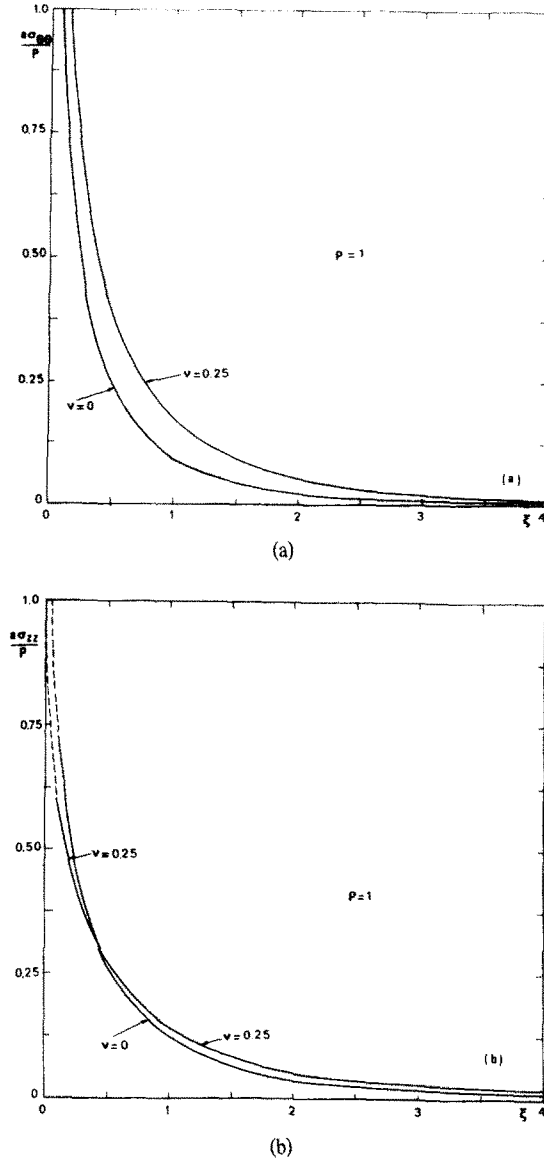 1.0
aσθθ
P
0.75
0.50
0.25
0
ρ = 1
ν = 0.25
ν = 0
(a)
0 1 2 3 ξ 4
(a)
1.0
aσzz
P
0.75
0.50
0,25
0
ν = 0.25
ρ = 1
ν = 0
ν = 0.25
(b)
0 1 2 3 ξ 4
(b)